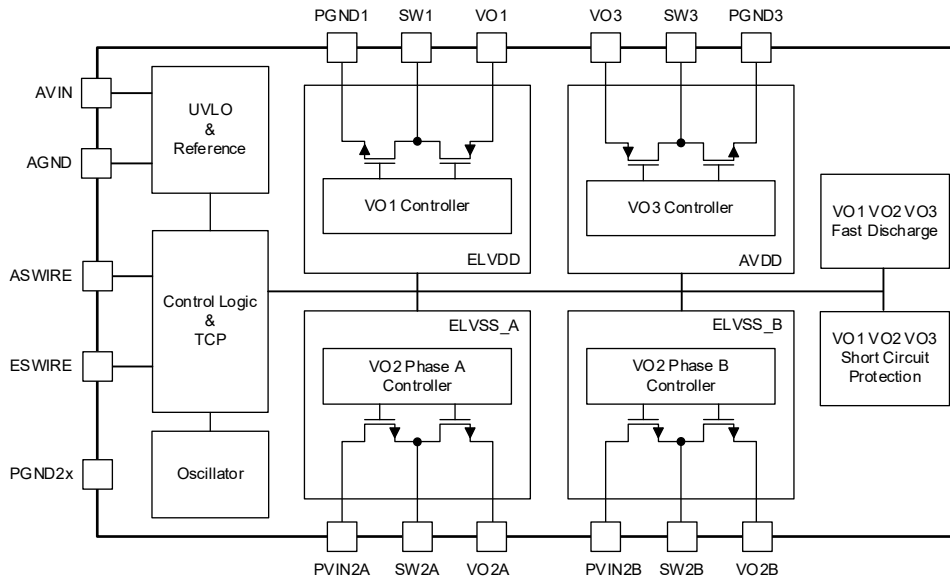 PGND1 SW1 VO1 VO3 SW3 PGND3
AVIN
UVLO
&
Reference
AGND
VO1 Controller
VO3 Controller
VO1 VO2 VO3
Fast Discharge
ELVDD
AVDD
ASWIRE
Control Logic
&
TCP
ELVSS_A
ELVSS_B
VO1 VO2 VO3
Short Circuit
Protection
ESWIRE
VO2 Phase A
Controller
VO2 Phase B
Controller
PGND2x
Oscillator
PVIN2A SW2A VO2A PVIN2B SW2B VO2B